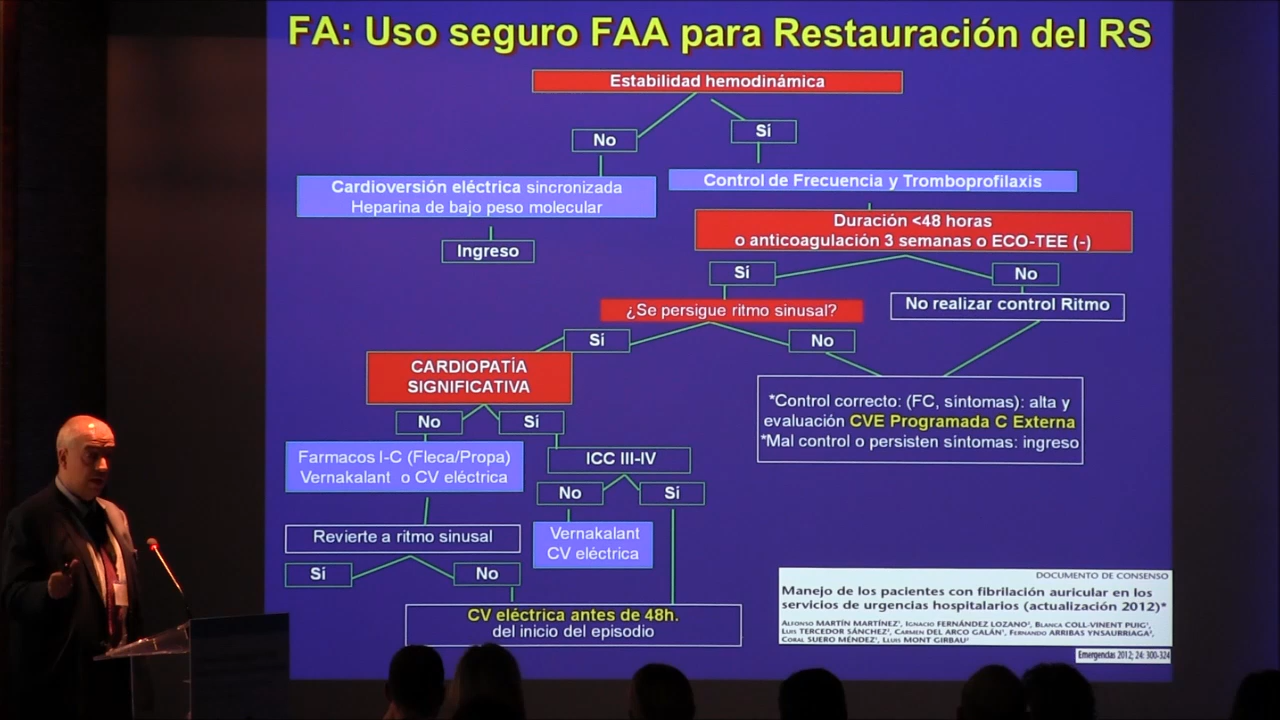 FA: Uso seguro FAA para Restauración del RS
Estabilidad hemodinámica
No
Sí
Cardioversión eléctrica sincronizada
Heparina de bajo peso molecular
Control de Frecuencia y Tromboprofilaxis
Ingreso
Duración <48 horas
o anticoagulación 3 semanas o ECO-TEE (-)
Sí
No
¿Se persigue ritmo sinusal?
No realizar control Ritmo
Sí
No
CARDIOPATÍA
SIGNIFICATIVA
*Control correcto: (FC, síntomas): alta y
evaluación CVE Programada C Externa
*Mal control o persisten síntomas: ingreso
No
Sí
Farmacos I-C (Fleca/Propa)
Vernakalant o CV eléctrica
ICC III-IV
No
Sí
Revierte a ritmo sinusal
Vernakalant
CV eléctrica
Sí
No
CV eléctrica antes de 48h.
del inicio del episodio
DOCUMENTO DE CONSENSO
Manejo de los pacientes con fibrilación auricular en los
servicios de urgencias hospitalarios (actualización 2012)*
ALFONSO MARTÍN MARTÍNEZ¹, IGNACIO FERNÁNDEZ LOZANO², BLANCA COLL-VINENT PUIG¹,
LUIS TERCEDOR SÁNCHEZ², CARMEN DEL ARCO GALÁN¹, FERNANDO ARRIBAS YNSAURRIAGA²,
CORAL SUERO MÉNDEZ¹, LLUIS MONT GIRBAU²
Emergencias 2012; 24: 300-324